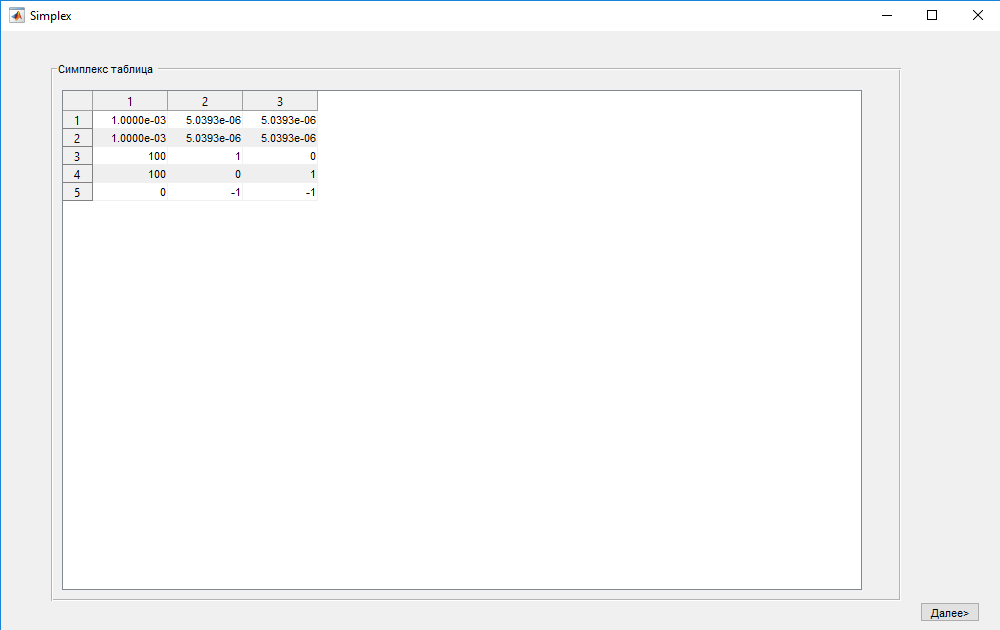 Simplex
Симплекс таблица
1 2 3
1 1.0000e-03 5.0393e-06 5.0393e-06
2 1.0000e-03 5.0393e-06 5.0393e-06
3 100 1 0
4 100 0 1
5 0 -1 -1
Далее>